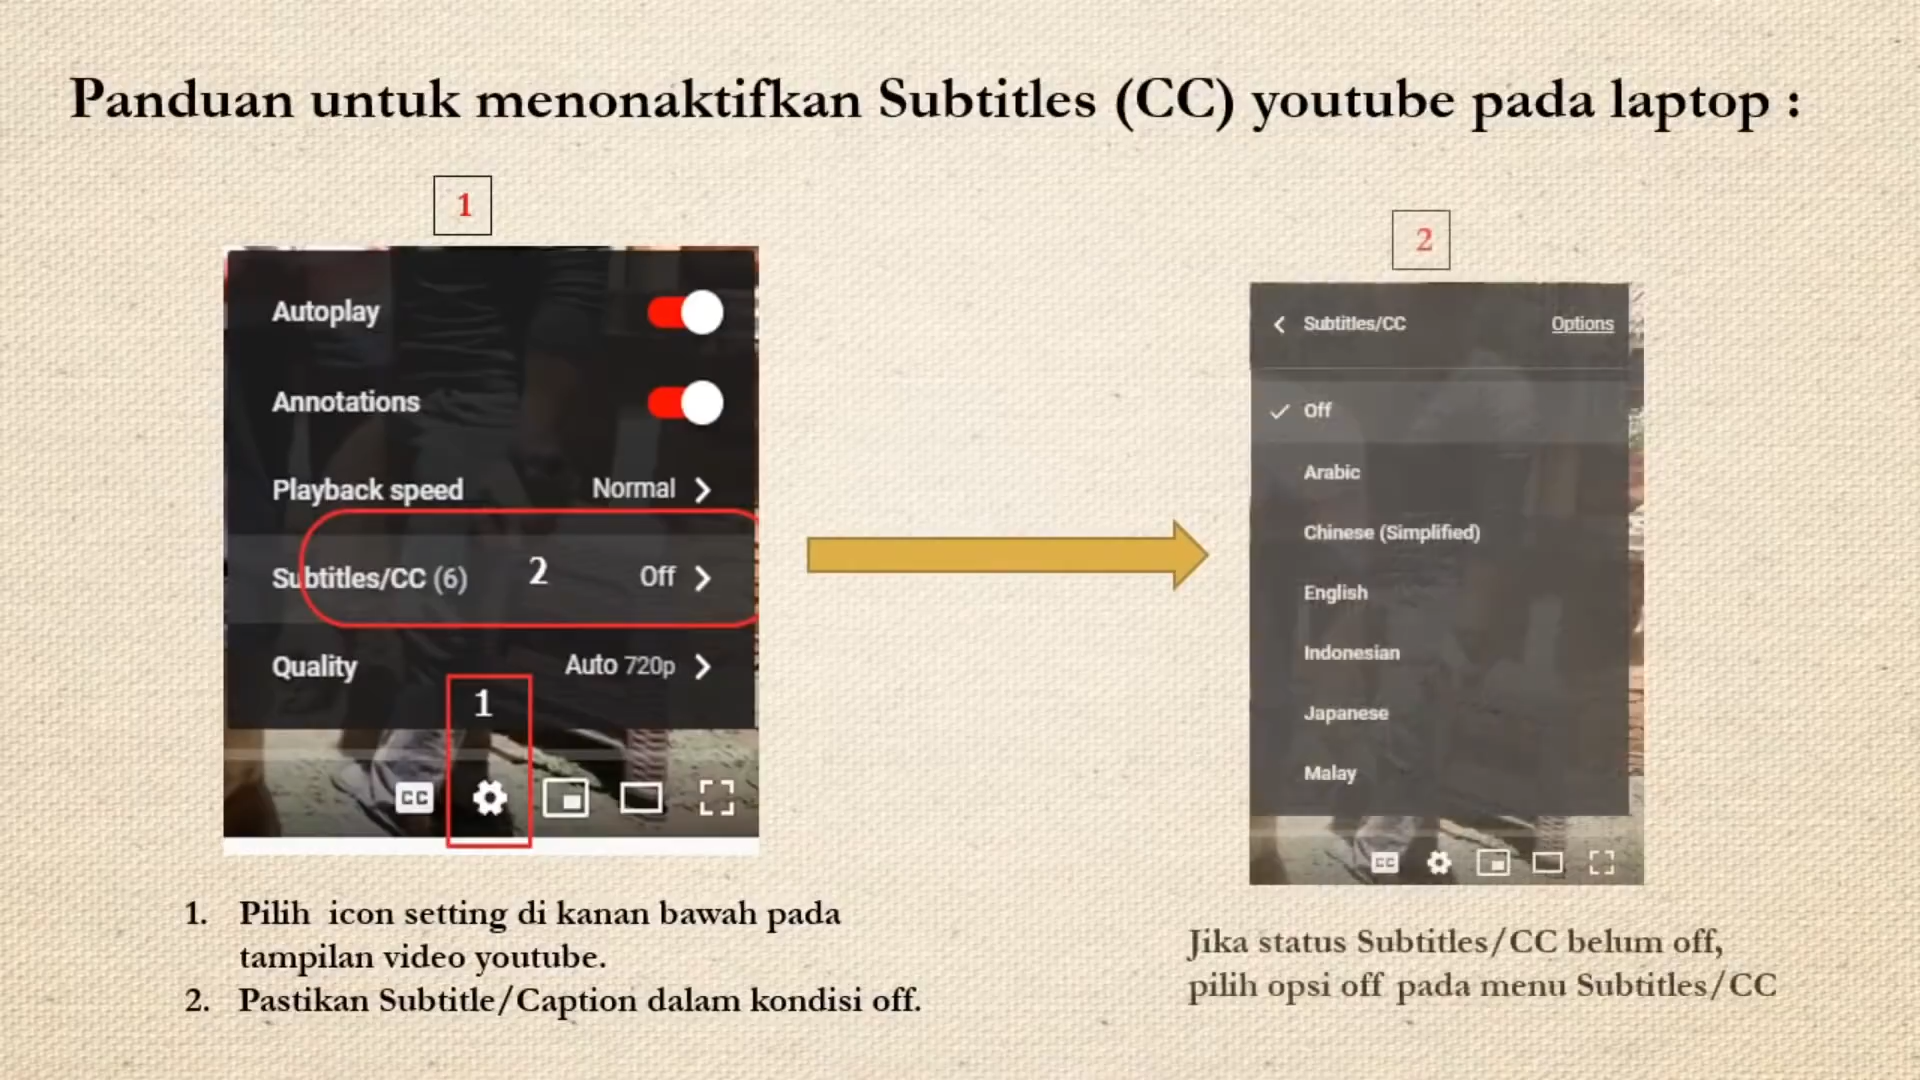 Panduan untuk menonaktifkan Subtitles (CC) youtube pada laptop :
1
Autoplay
Annotations
Playback speed Normal
Subtitles/CC (6) 2 Off
Quality Auto 720p
1
CC
1. Pilih icon setting di kanan bawah pada
tampilan video youtube.
2. Pastikan Subtitle/Caption dalam kondisi off.
2
Subtitles/CC Options
Off
Arabic
Chinese (Simplified)
English
Indonesian
Japanese
Malay
CC
Jika status Subtitles/CC belum off,
pilih opsi off pada menu Subtitles/CC